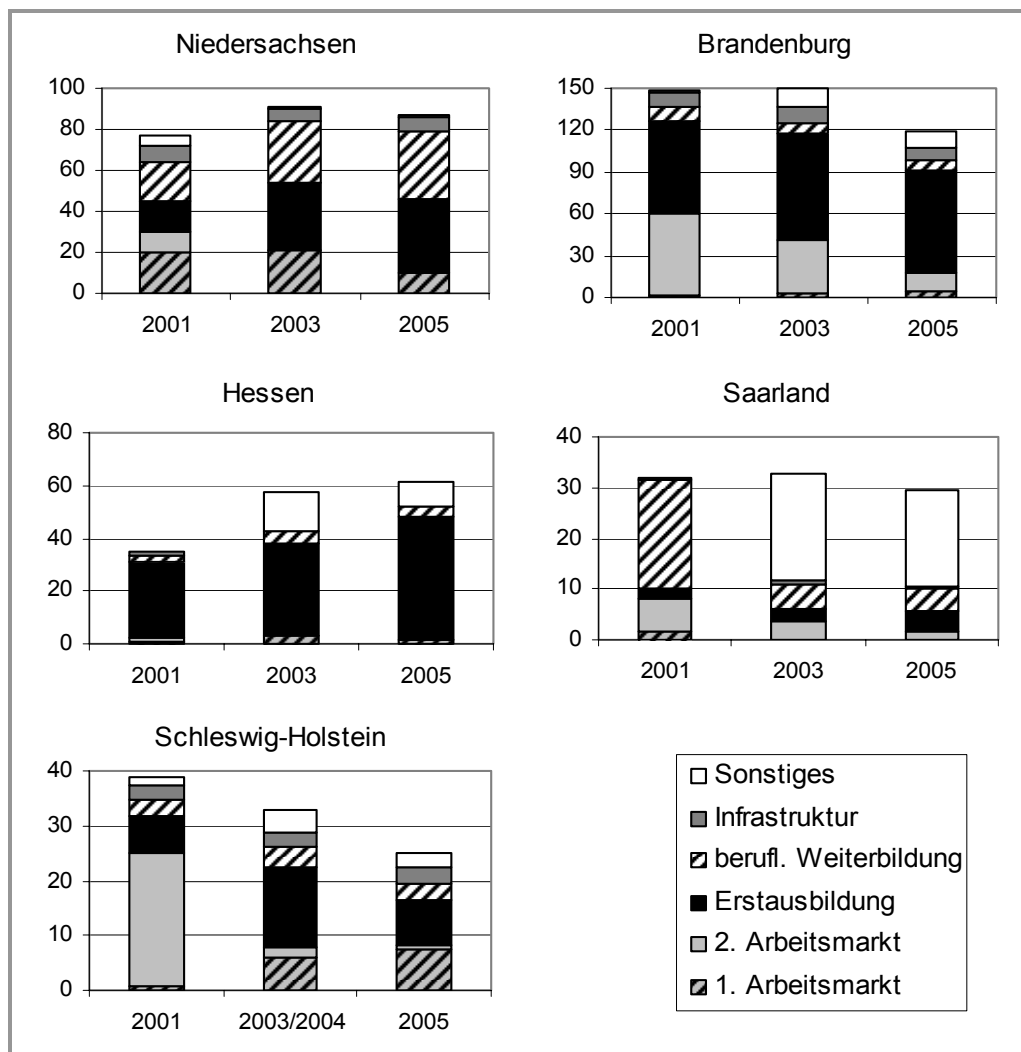 Niedersachsen
100
80
60
40
20
0
2001 2003 2005
Brandenburg
150
120
90
60
30
0
2001 2003 2005
Hessen
80
60
40
20
0
2001 2003 2005
Saarland
40
30
20
10
0
2001 2003 2005
Schleswig-Holstein
40
30
20
10
0
2001 2003/2004 2005
Sonstiges
Infrastruktur
berufl. Weiterbildung
Erstausbildung
2. Arbeitsmarkt
1. Arbeitsmarkt